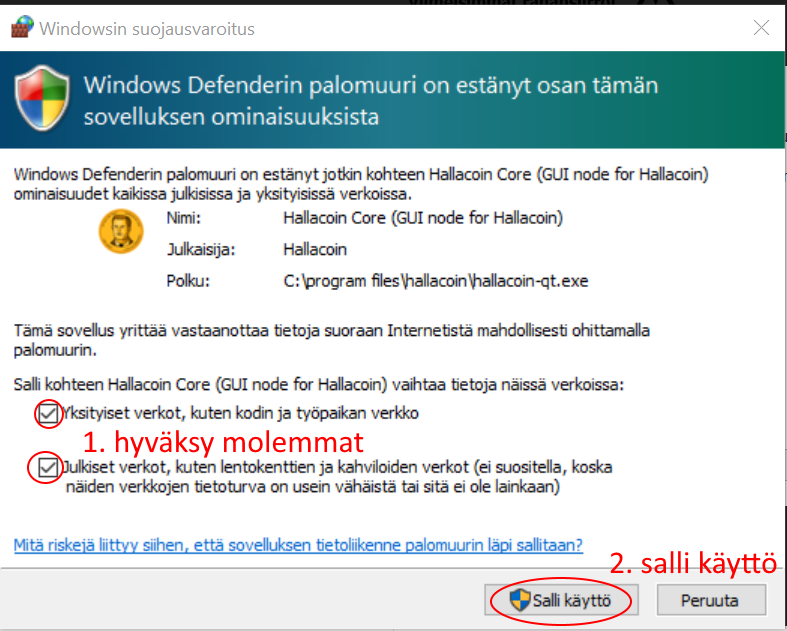 Windowsin suojausvaroitus
Windows Defenderin palomuuri on estänyt osan tämän
sovelluksen ominaisuuksista
Windows Defenderin palomuuri on estänyt jotkin kohteen Hallacoin Core (GUI node for Hallacoin)
ominaisuudet kaikissa julkisissa ja yksityisissä verkoissa.
Nimi: Hallacoin Core (GUI node for Hallacoin)
Julkaisija: Hallacoin
Polku: C:\program files\hallacoin\hallacoin-qt.exe
Tämä sovellus yrittää vastaanottaa tietoja suoraan Internetistä mahdollisesti ohittamalla
palomuurin.
Salli kohteen Hallacoin Core (GUI node for Hallacoin) vaihtaa tietoja näissä verkoissa:
Yksityiset verkot, kuten kodin ja työpaikan verkko
1. hyväksy molemmat
Julkiset verkot, kuten lentokenttien ja kahviloiden verkot (ei suositella, koska
näiden verkkojen tietoturva on usein vähäistä tai sitä ei ole lainkaan)
Mitä riskejä liittyy siihen, että sovelluksen tietoliikenne palomuurin läpi sallitaan?
2. salli käyttö
Salli käyttö Peruuta